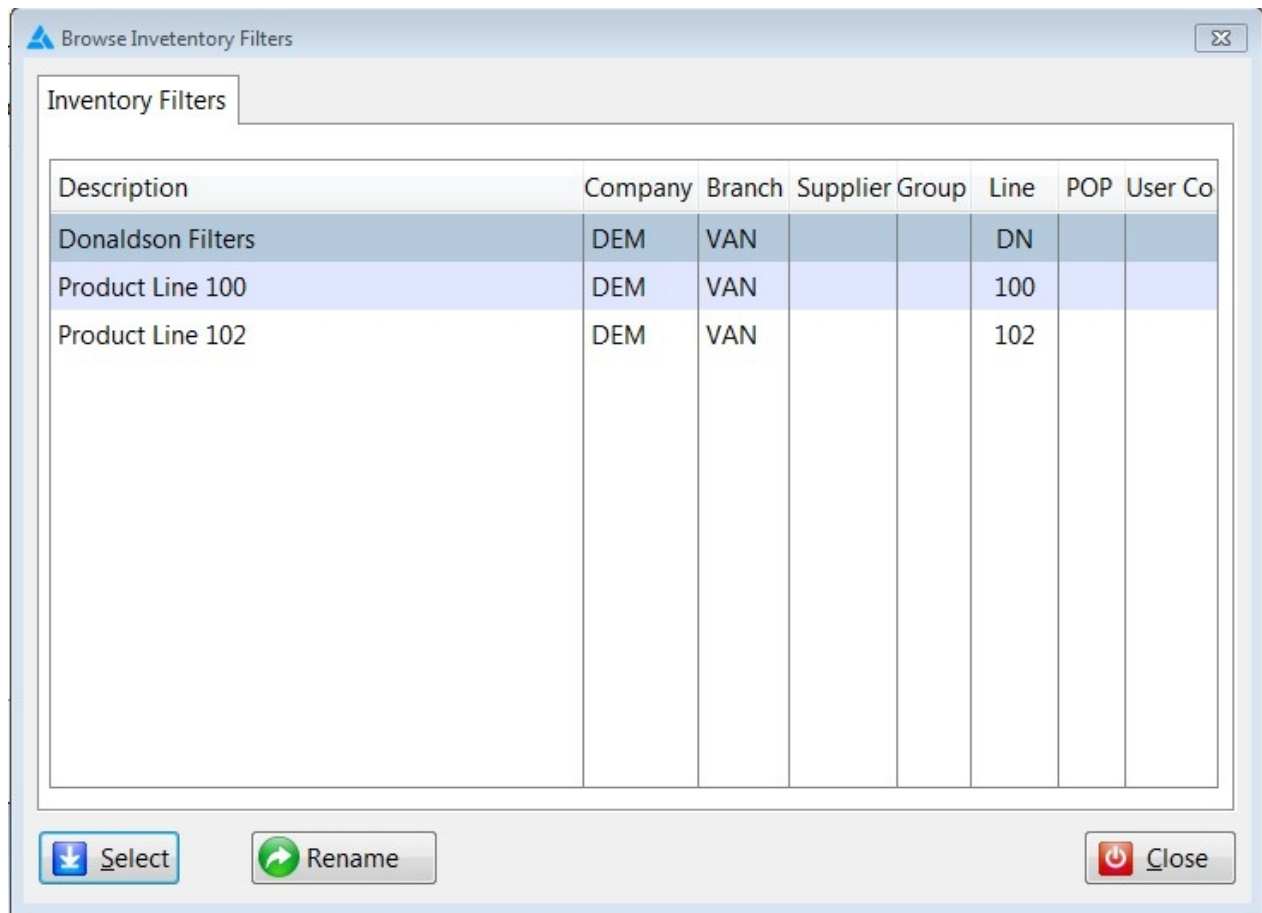 Browse Invetentory Filters
Inventory Filters
Description Company Branch Supplier Group Line POP User Co
Donaldson Filters DEM VAN DN
Product Line 100 DEM VAN 100
Product Line 102 DEM VAN 102
Select Rename Close